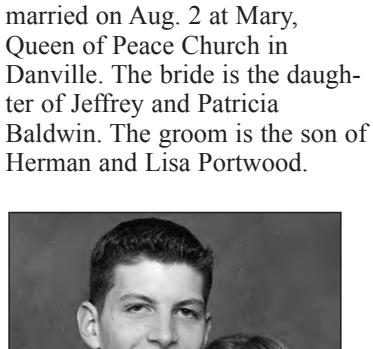 married on Aug. 2 at Mary,
Queen of Peace Church in
Danville. The bride is the daugh-
ter of Jeffrey and Patricia
Baldwin. The groom is the son of
Herman and Lisa Portwood.